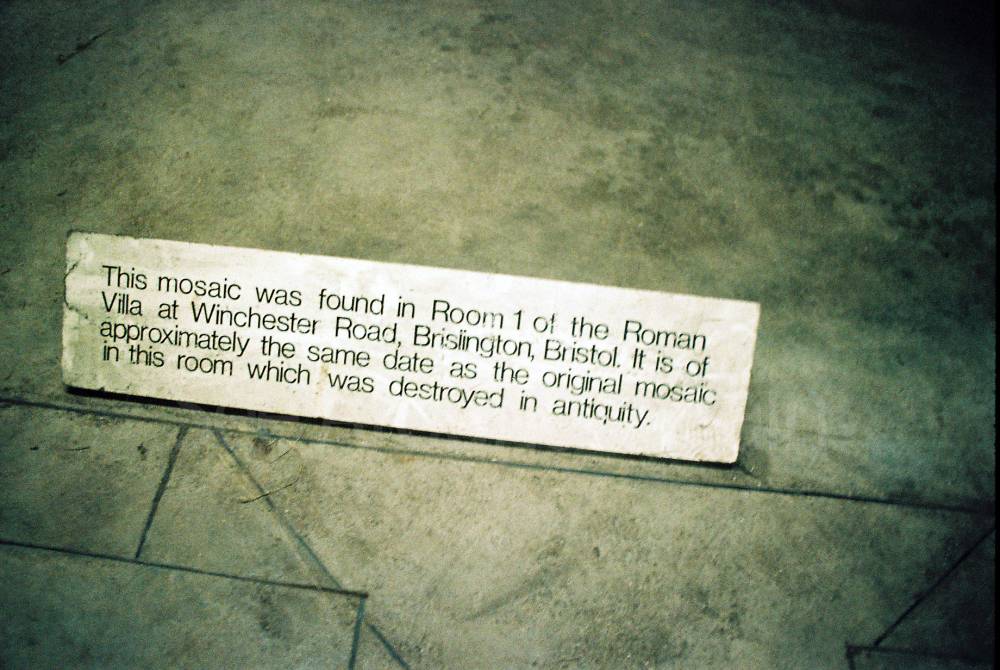 This mosaic was found in Room 1 of the Roman
Villa at Winchester Road, Brislington, Bristol. It is of
approximately the same date as the original mosaic
in this room which was destroyed in antiquity.